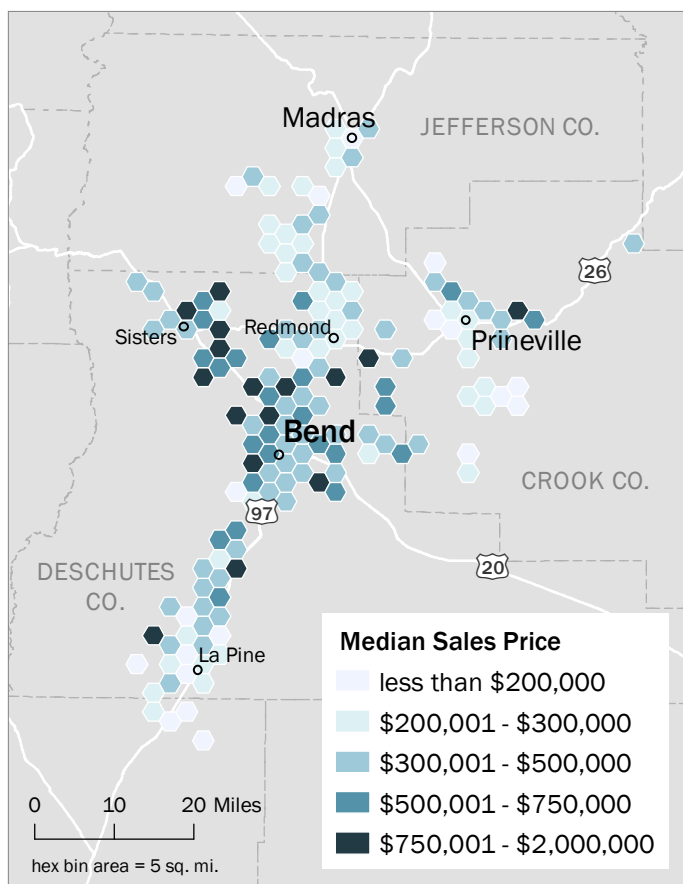 Madras
JEFFERSON CO.
26
Sisters
Redmond
Prineville
Bend
CROOK CO.
97
20
DESCHUTES
CO.
La Pine
Median Sales Price
less than $200,000
$200,001 - $300,000
$300,001 - $500,000
$500,001 - $750,000
$750,001 - $2,000,000
0 10 20 Miles
hex bin area = 5 sq. mi.